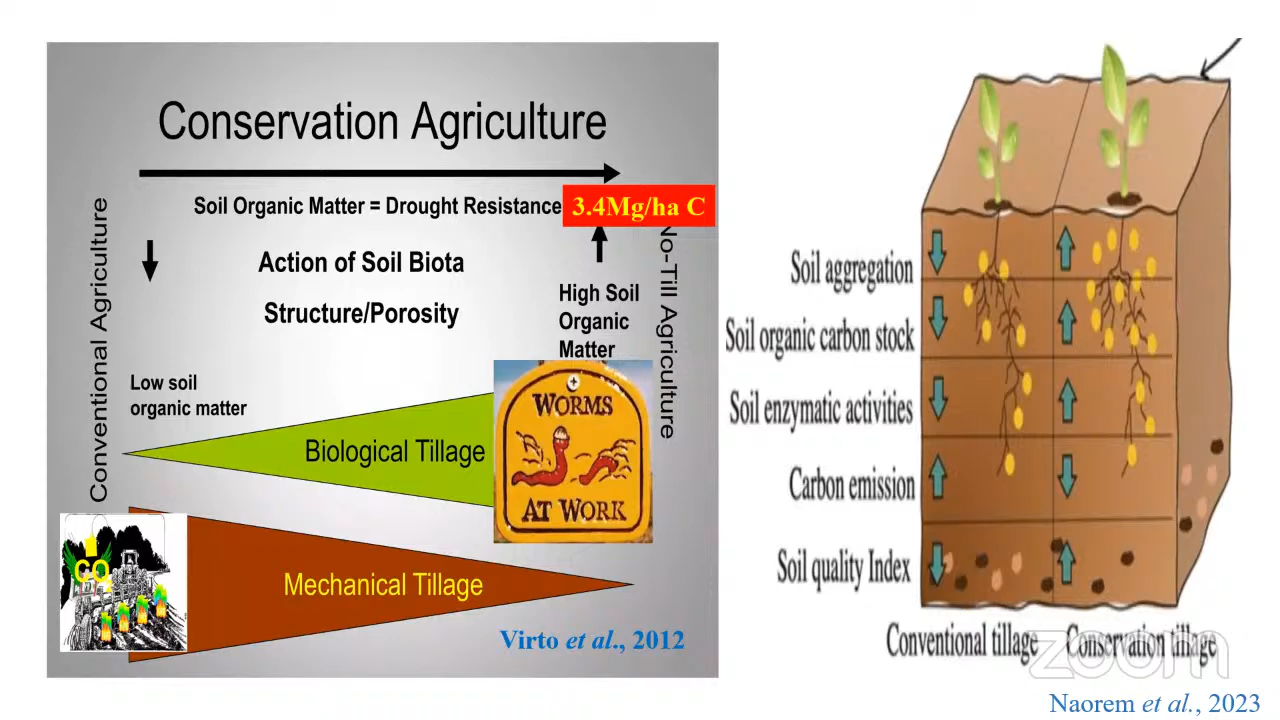 Conservation Agriculture
Soil Organic Matter = Drought Resistance
3.4Mg/ha C
Action of Soil Biota
Structure/Porosity
High Soil
Organic
Matter
Conventional Agriculture
No-Till Agriculture
Low soil
organic matter
Biological Tillage
WORMS
AT WORK
CO
Mechanical Tillage
Virto et al., 2012
Soil aggregation
Soil organic carbon stock
Soil enzymatic activities
Carbon emission
Soil quality Index
Conventional tillage
Conservation tillage
zoom
Naorem et al., 2023